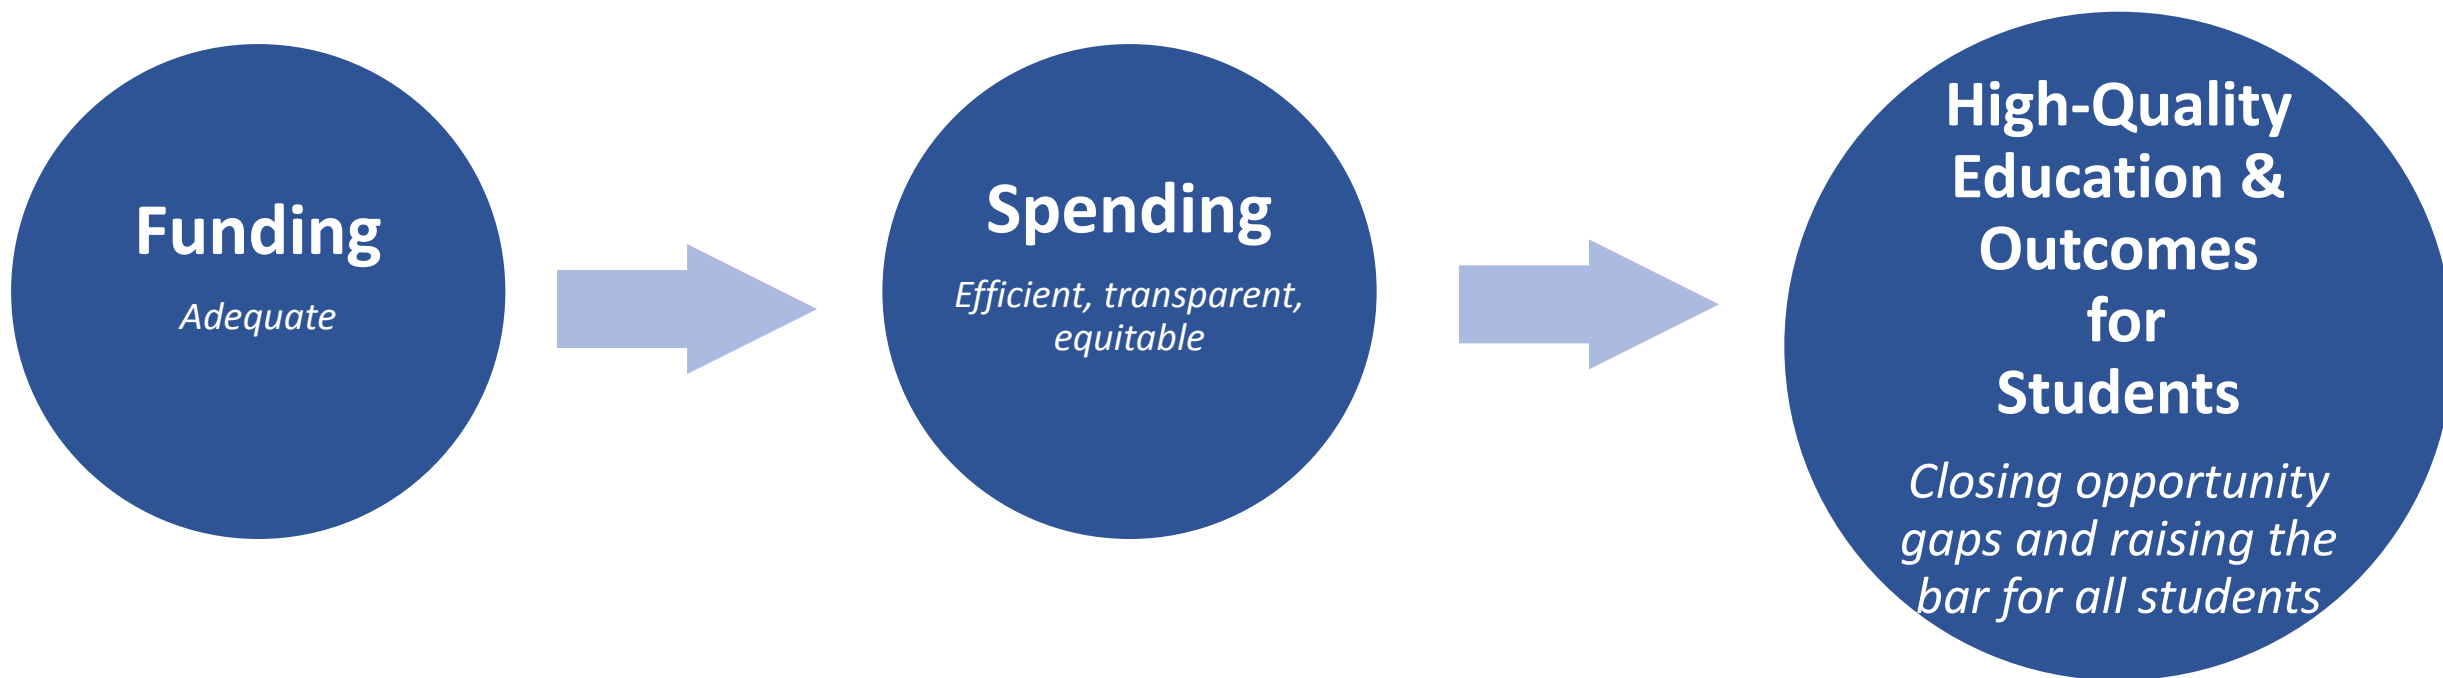 Funding
Adequate
Spending
Efficient, transparent,
equitable
High-Quality
Education &
Outcomes
for
Students
Closing opportunity
gaps and raising the
bar for all students